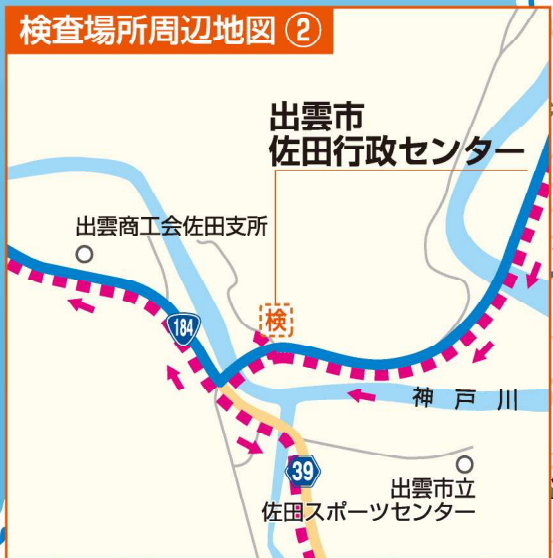 検査場所周辺地図②
出雲市
佐田行政センター
出雲商工会佐田支所
184
検
神戸川
39
出雲市立
佐田スポーツセンター